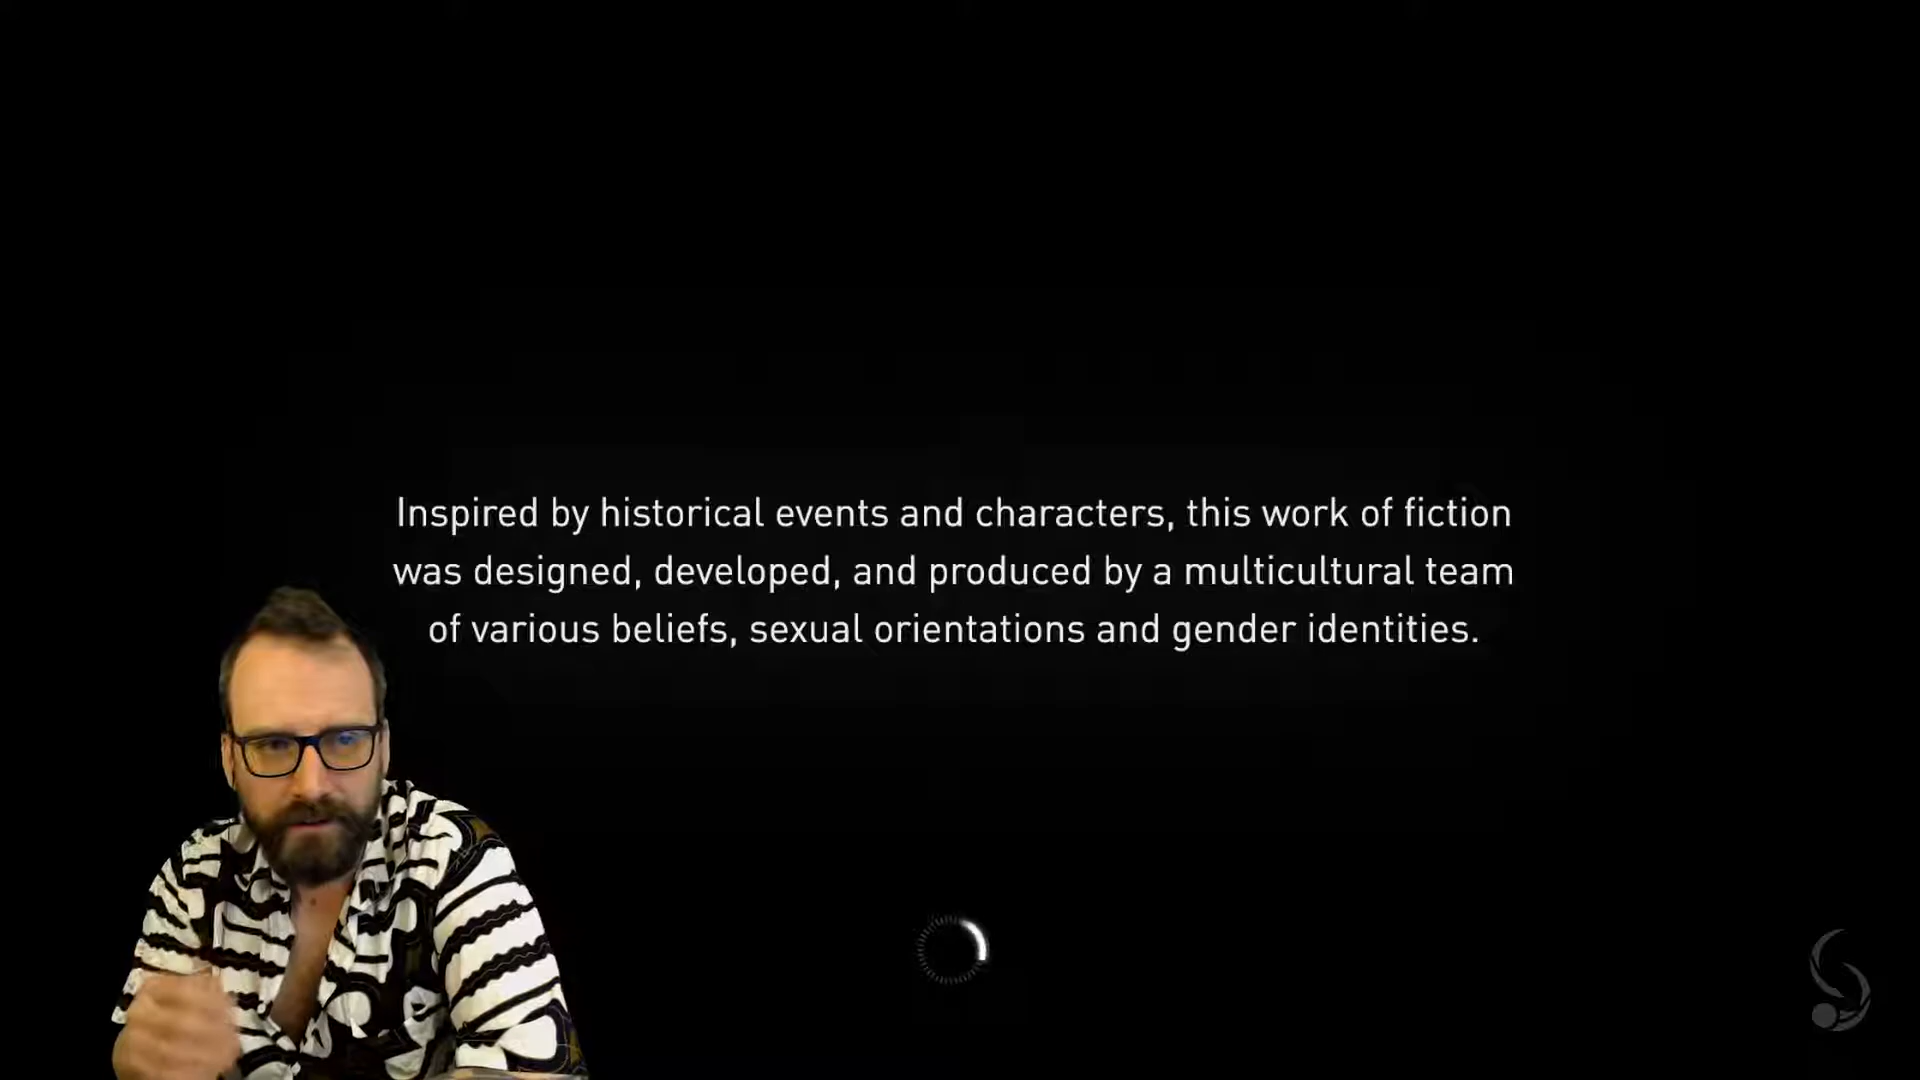 Inspired by historical events and characters, this work of fiction
was designed, developed, and produced by a multicultural team
of various beliefs, sexual orientations and gender identities.